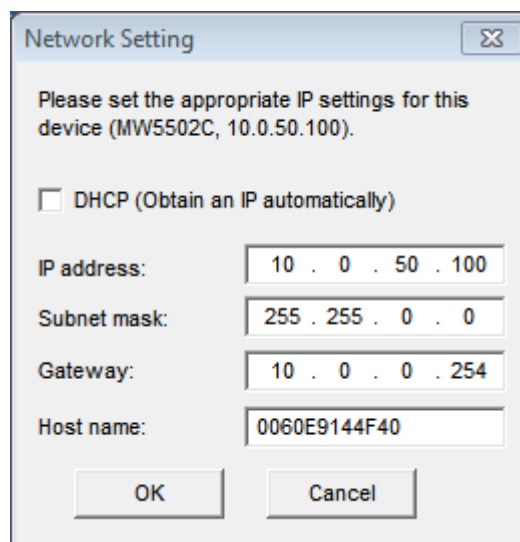 Network Setting
Please set the appropriate IP settings for this
device (MW5502C, 10.0.50.100).
DHCP (Obtain an IP automatically)
IP address: 10 . 0 . 50 . 100
Subnet mask: 255 . 255 . 0 . 0
Gateway: 10 . 0 . 0 . 254
Host name: 0060E9144F40
OK Cancel